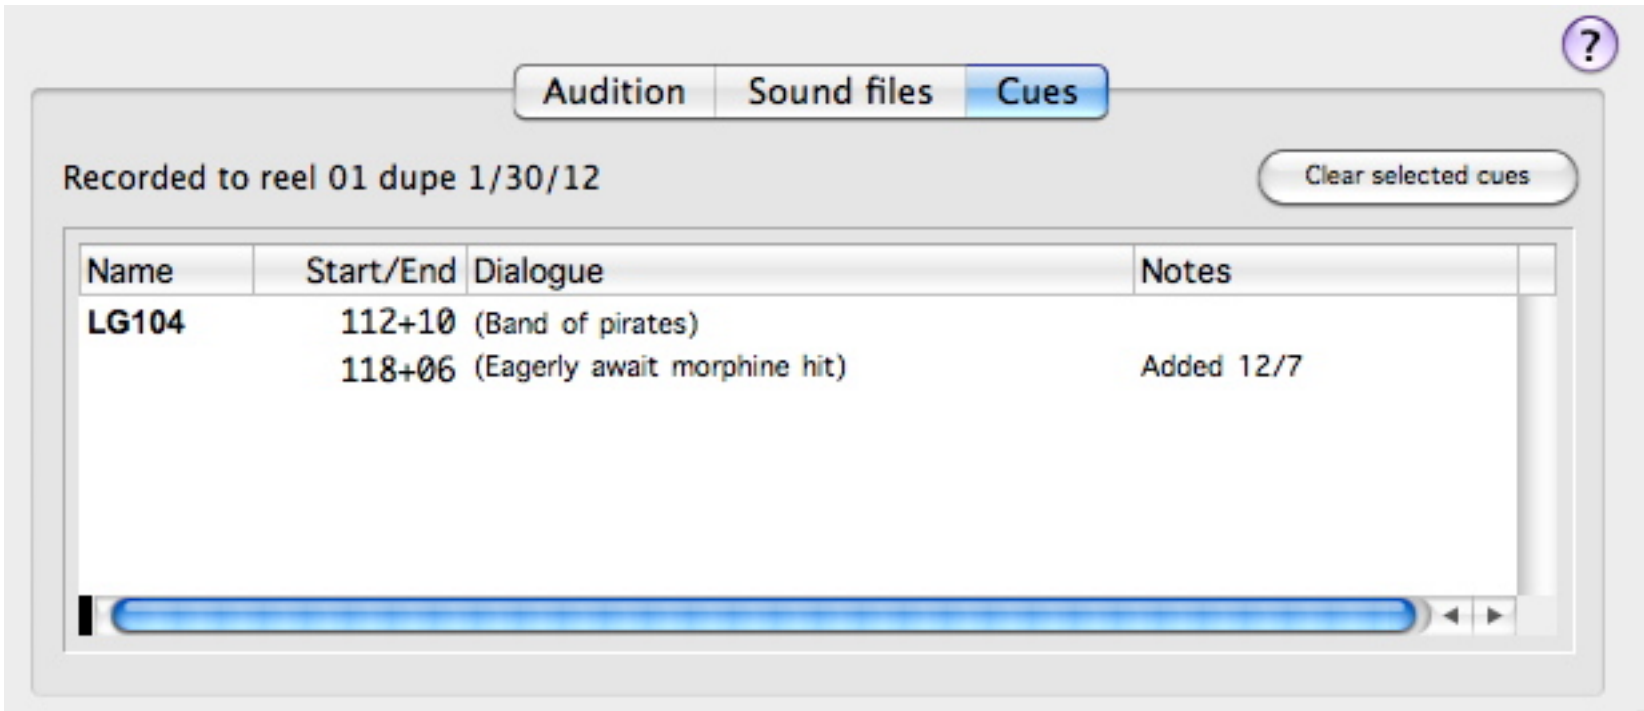 ?
Audition Sound files Cues
Recorded to reel 01 dupe 1/30/12 Clear selected cues
Name Start/End Dialogue Notes
LG104 112+10 (Band of pirates)
118+06 (Eagerly await morphine hit) Added 12/7